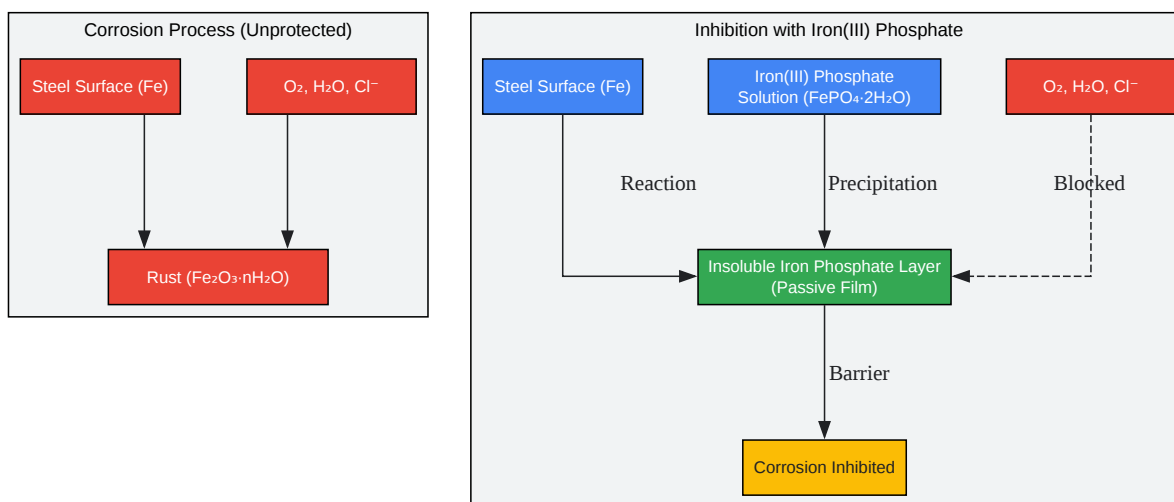 Corrosion Process (Unprotected)
Steel Surface (Fe)
O₂, H₂O, Cl⁻
Rust (Fe₂O₃·nH₂O)
Inhibition with Iron(III) Phosphate
Steel Surface (Fe)
Iron(III) Phosphate
Solution (FePO₄·2H₂O)
O₂, H₂O, Cl⁻
Reaction
Precipitation
Blocked
Insoluble Iron Phosphate Layer
(Passive Film)
Barrier
Corrosion Inhibited